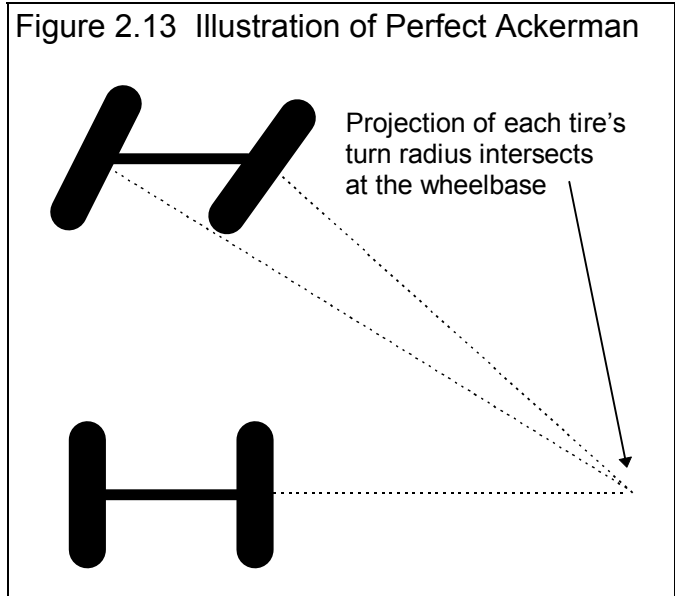 Figure 2.13 Illustration of Perfect Ackerman
Projection of each tire’s
turn radius intersects
at the wheelbase